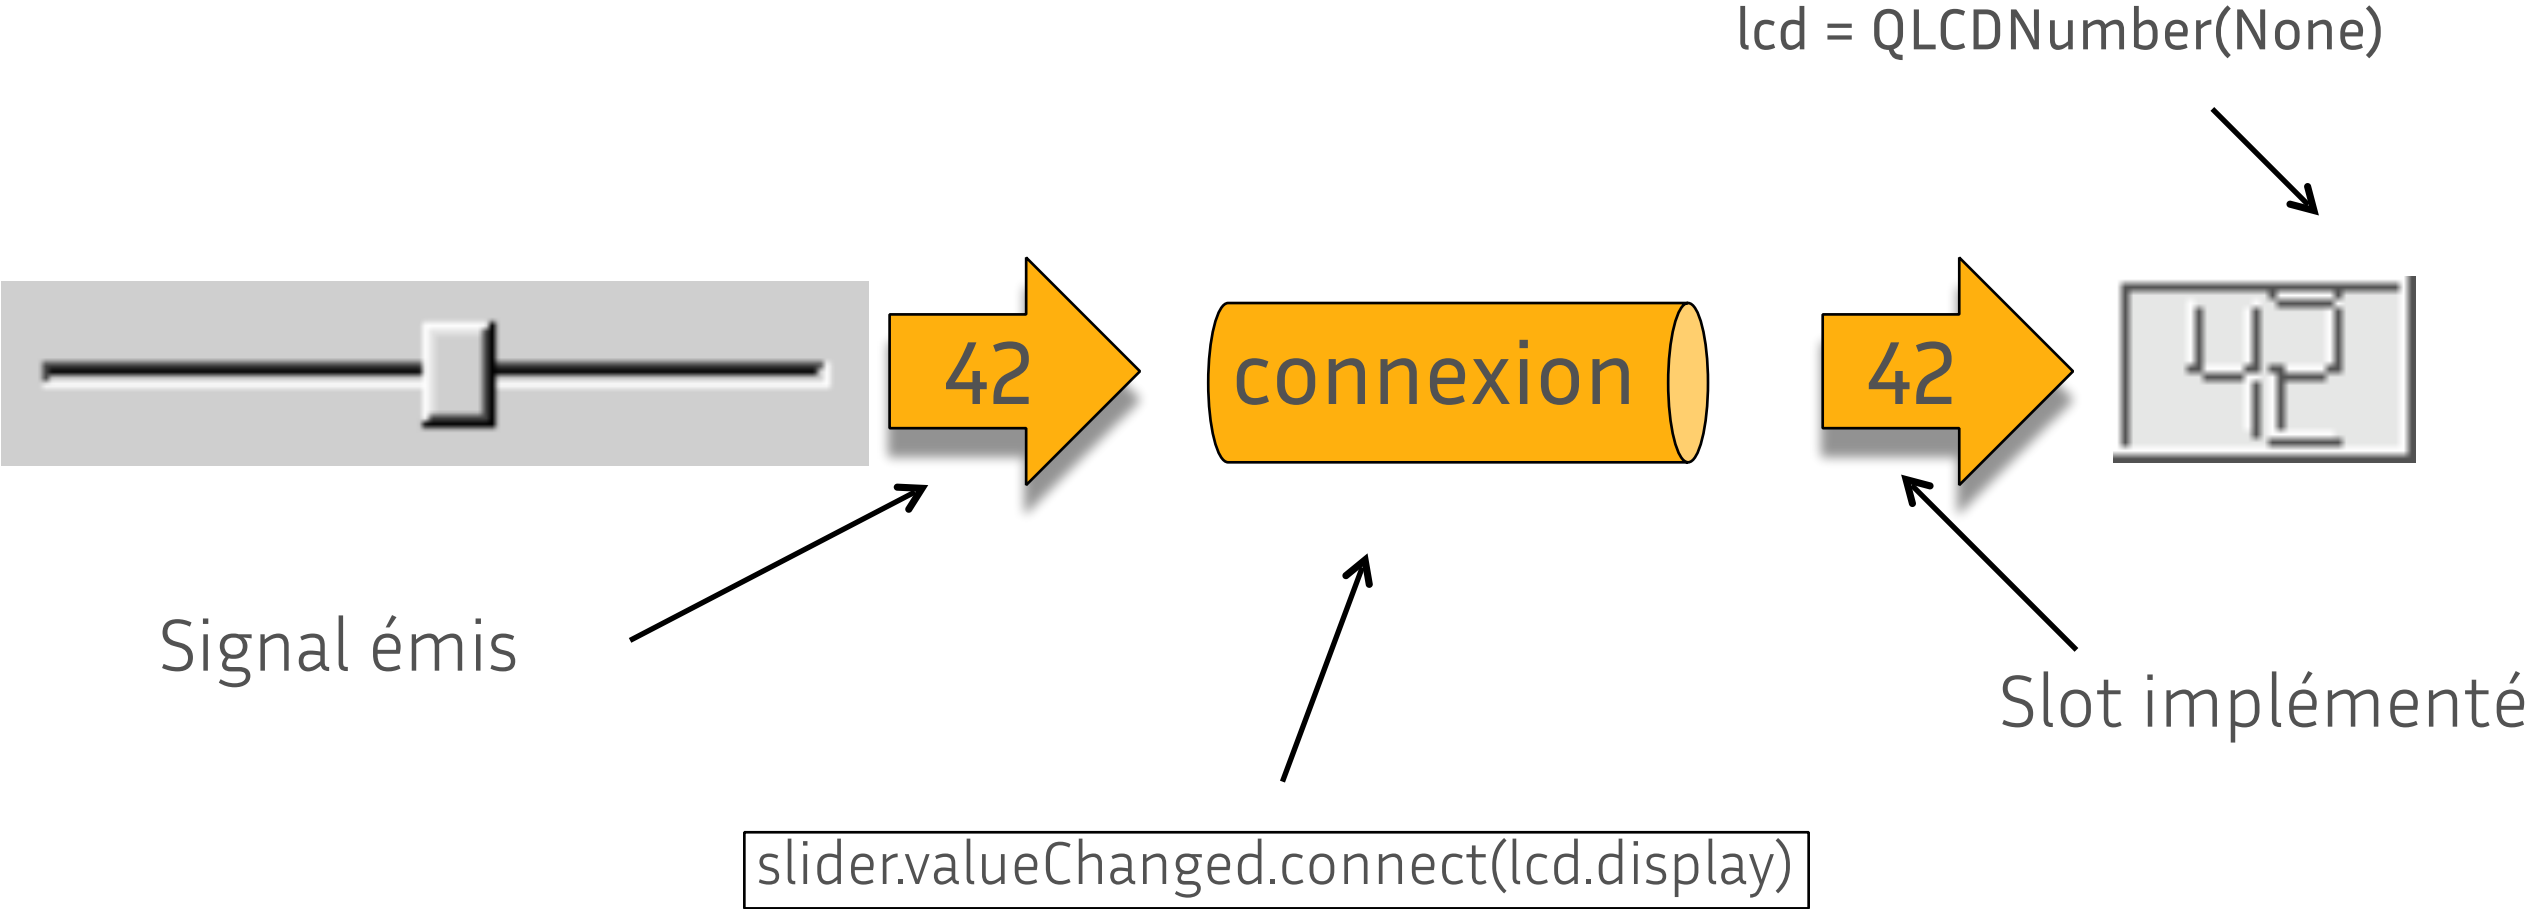 lcd = QLCDNumber(None)
42
connexion
42
42
Signal émis
Slot implémenté
slider.valueChanged.connect(lcd.display)